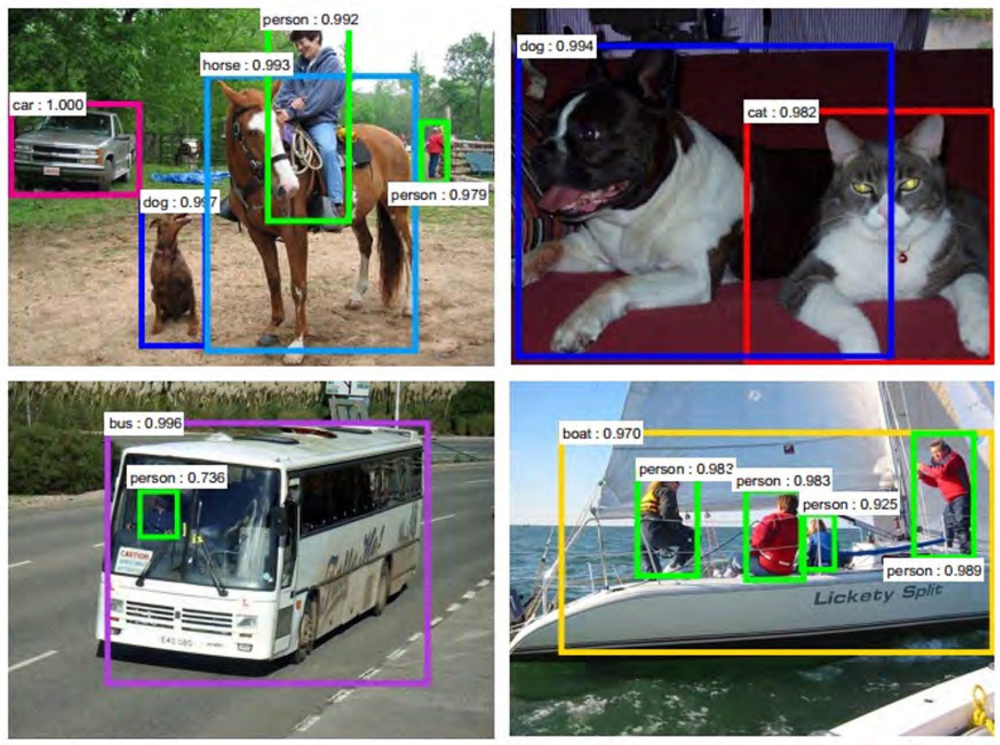 person : 0.992
horse : 0.993
car : 1.000
dog : 0.997
person : 0.979
dog : 0.994
cat : 0.982
bus : 0.996
person : 0.736
CAUTION
boat : 0.970
person : 0.983
person : 0.983
person : 0.925
person : 0.989
Lickety Split